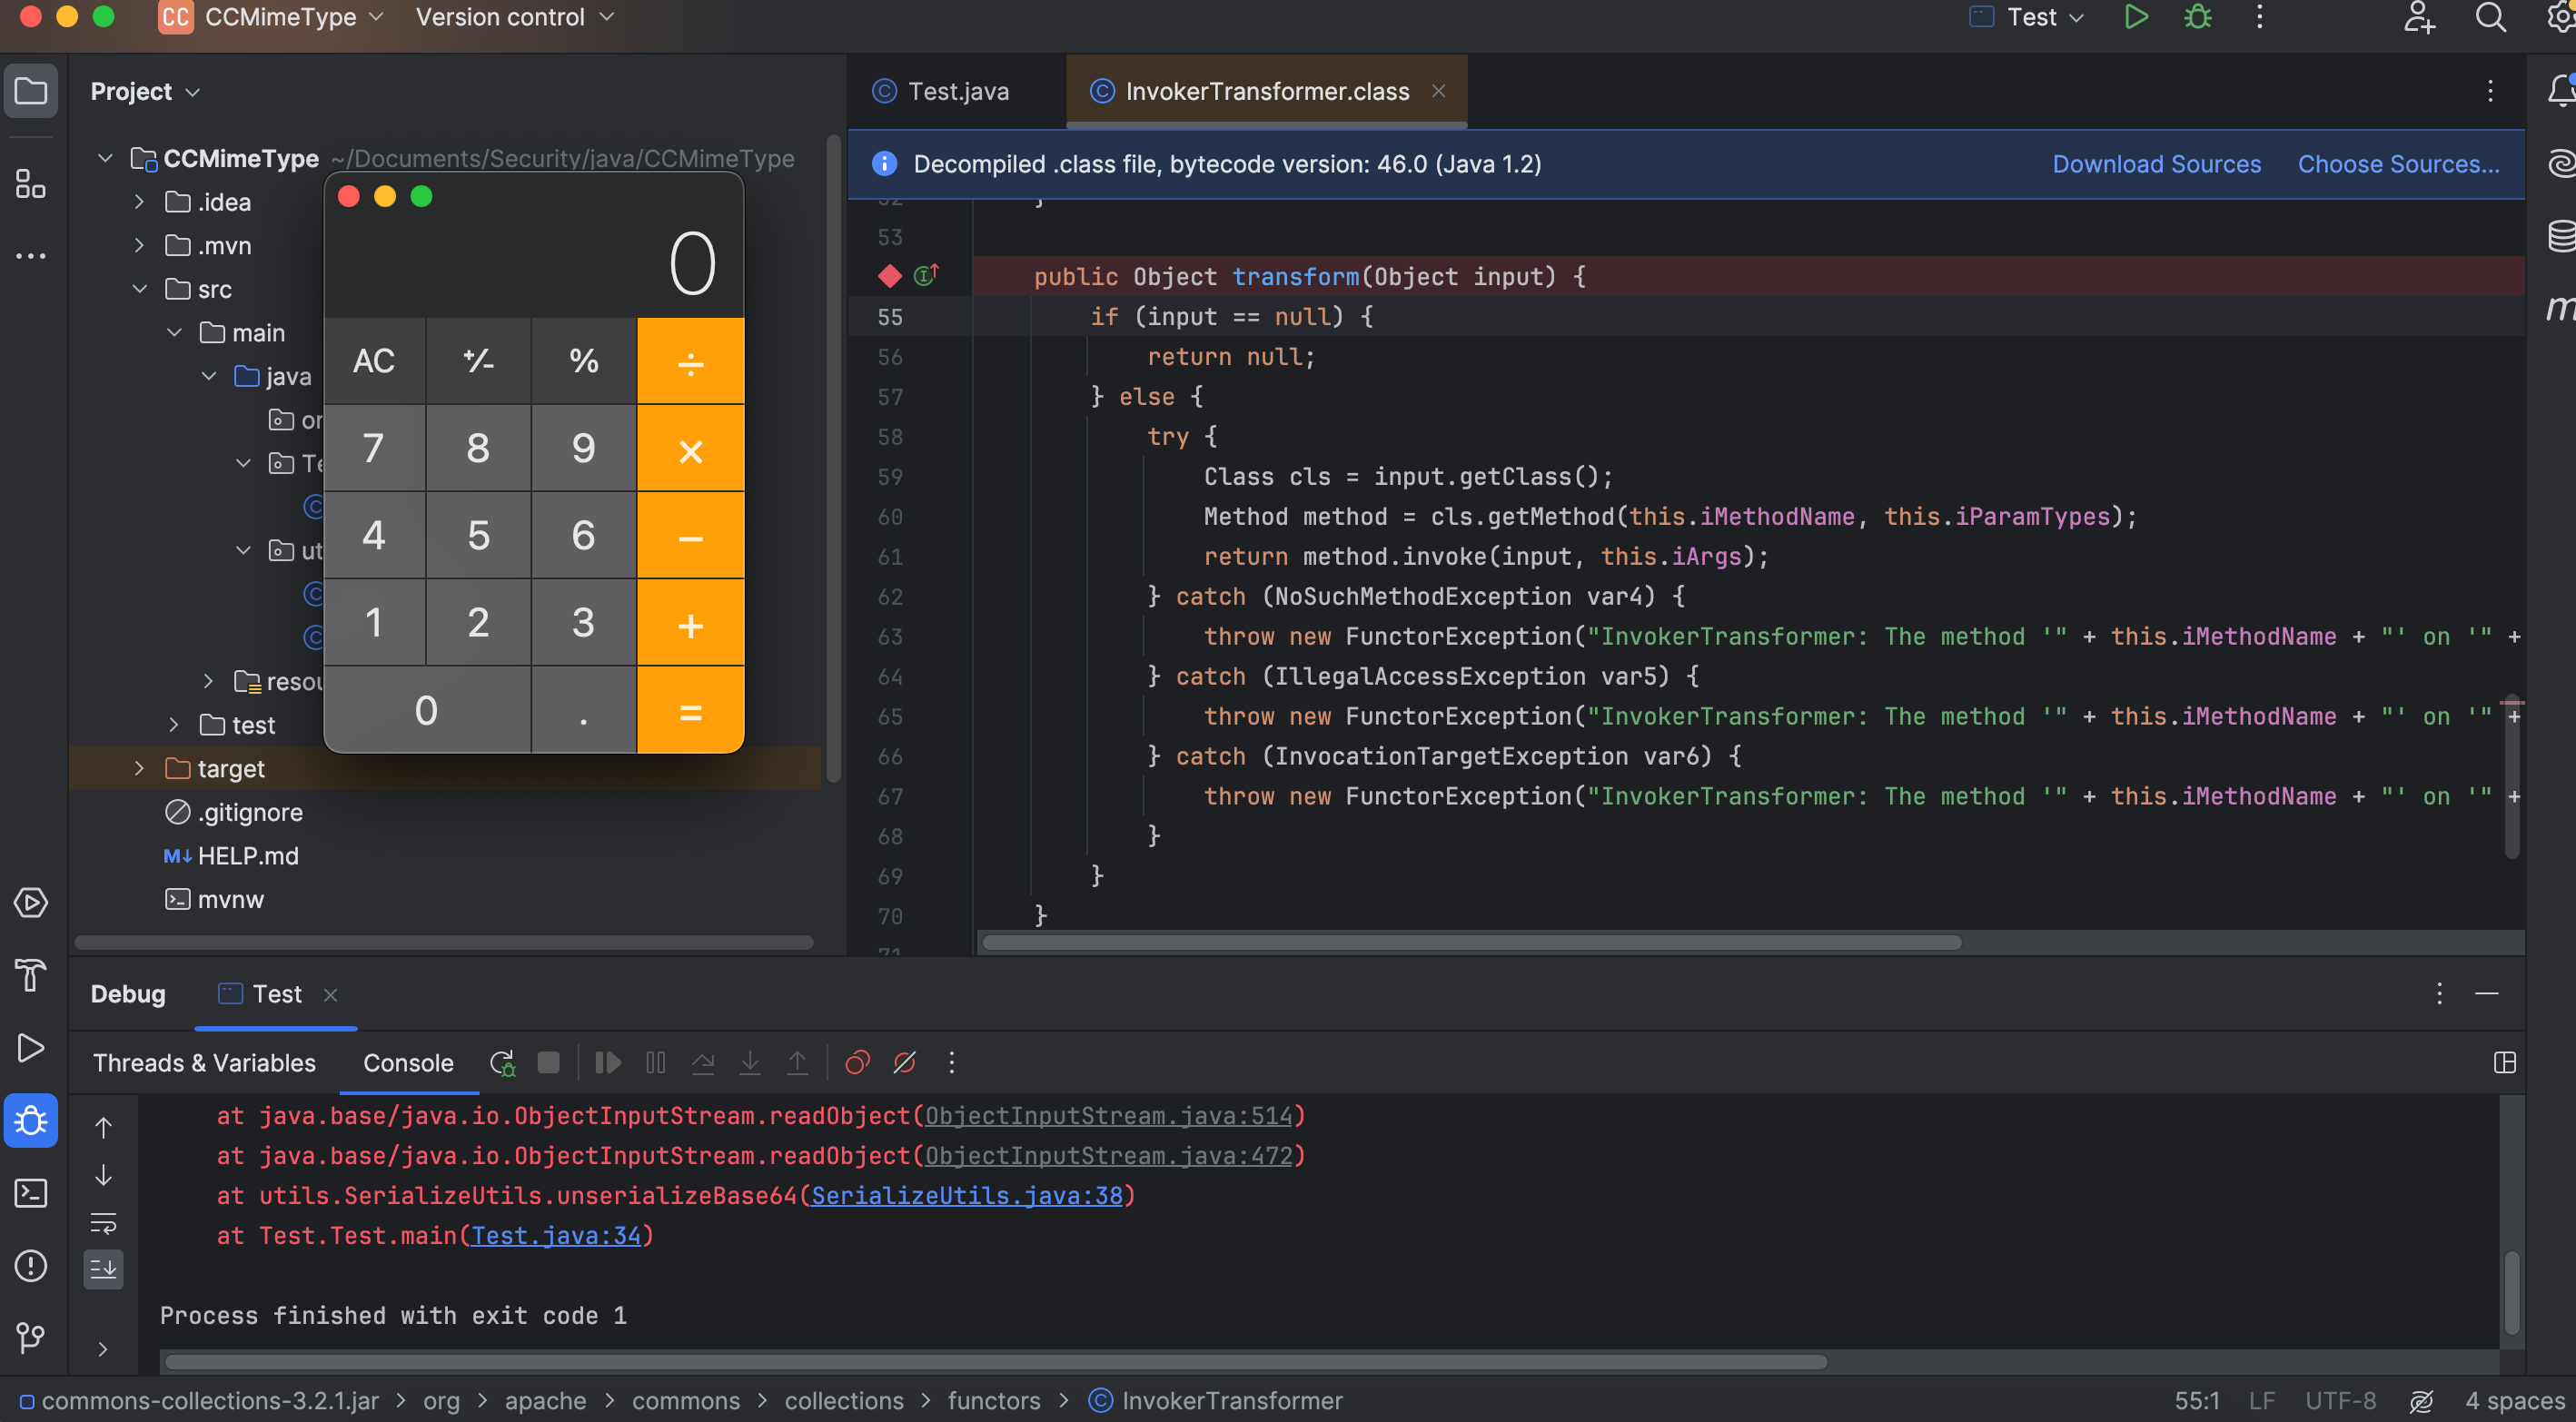 CC CCMimeType Version control Test
Project
CCMimeType ~/Documents/Security/java/CCMimeType
.idea
.mvn
src
main
java
resou
test
target
.gitignore
HELP.md
mvnw
0
AC +/- % ÷
7 8 9 ×
4 5 6 −
1 2 3 +
0 . =
Test.java InvokerTransformer.class
Decompiled .class file, bytecode version: 46.0 (Java 1.2) Download Sources Choose Sources...
53
public Object transform(Object input) {
55 if (input == null) {
56 return null;
57 } else {
58 try {
59 Class cls = input.getClass();
60 Method method = cls.getMethod(this.iMethodName, this.iParamTypes);
61 return method.invoke(input, this.iArgs);
62 } catch (NoSuchMethodException var4) {
63 throw new FunctorException("InvokerTransformer: The method '" + this.iMethodName + "' on '" +
64 } catch (IllegalAccessException var5) {
65 throw new FunctorException("InvokerTransformer: The method '" + this.iMethodName + "' on '" +
66 } catch (InvocationTargetException var6) {
67 throw new FunctorException("InvokerTransformer: The method '" + this.iMethodName + "' on '" +
68 }
69 }
70 }
Debug Test
Threads & Variables Console
at java.base/java.io.ObjectInputStream.readObject(ObjectInputStream.java:514)
at java.base/java.io.ObjectInputStream.readObject(ObjectInputStream.java:472)
at utils.SerializeUtils.unserializeBase64(SerializeUtils.java:38)
at Test.Test.main(Test.java:34)
Process finished with exit code 1
commons-collections-3.2.1.jar > org > apache > commons > collections > functors > InvokerTransformer 55:1 LF UTF-8 4 spaces